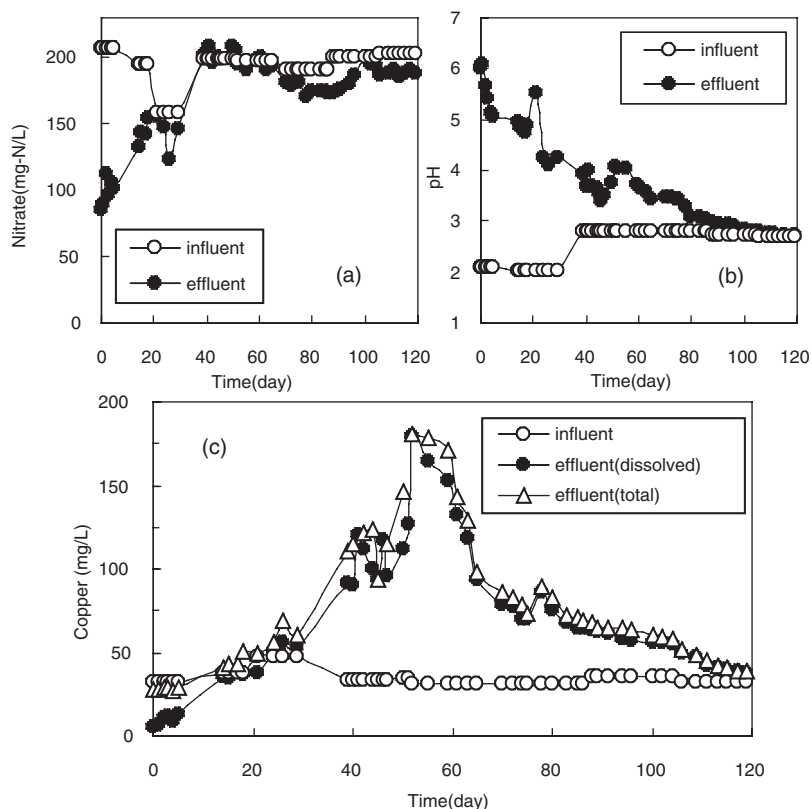 200
150
100
50
0
Nitrate(mg-N/L)
influent
effluent
(a)
0 20 40 60 80 100 120
Time(day)
7
6
5
4
3
2
1
pH
influent
effluent
(b)
0 20 40 60 80 100 120
Time(day)
200
150
100
50
0
Copper (mg/L)
(c)
influent
effluent(dissolved)
effluent(total)
0 20 40 60 80 100 120
Time(day)